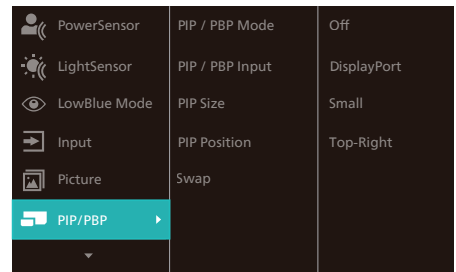 PowerSensor
LightSensor
LowBlue Mode
Input
Picture
PIP/PBP
PIP / PBP Mode
PIP / PBP Input
PIP Size
PIP Position
Swap
Off
DisplayPort
Small
Top-Right